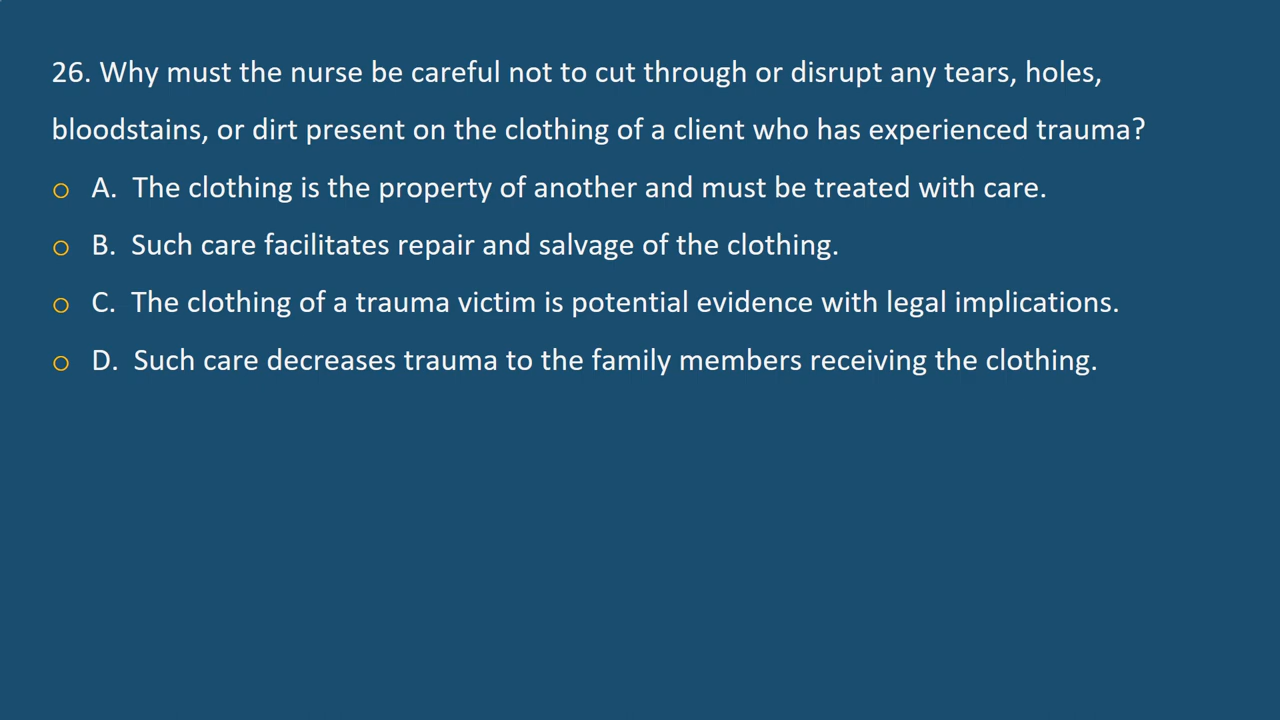 26. Why must the nurse be careful not to cut through or disrupt any tears, holes,
bloodstains, or dirt present on the clothing of a client who has experienced trauma?
A. The clothing is the property of another and must be treated with care.
B. Such care facilitates repair and salvage of the clothing.
C. The clothing of a trauma victim is potential evidence with legal implications.
D. Such care decreases trauma to the family members receiving the clothing.